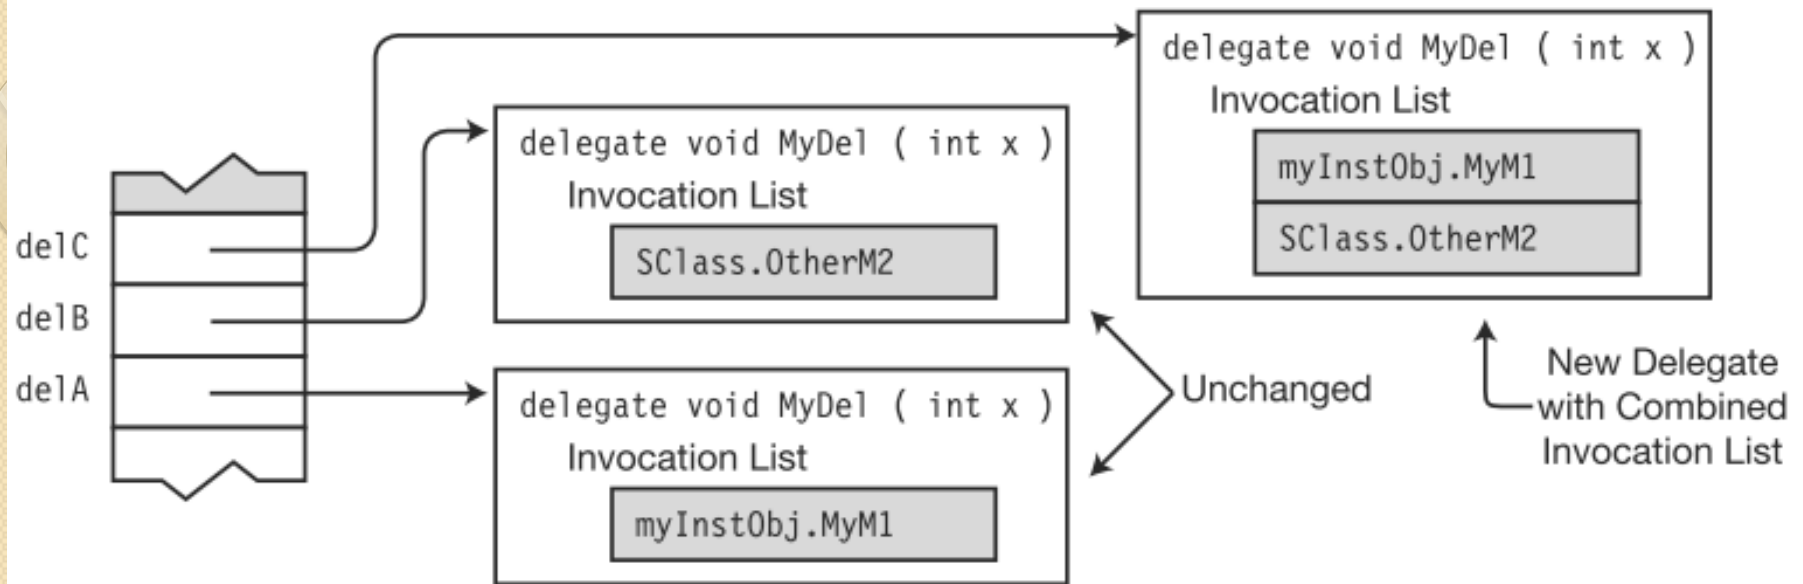 delegate void MyDel ( int x )
Invocation List
myInstObj.MyM1
SClass.OtherM2
delegate void MyDel ( int x )
Invocation List
SClass.OtherM2
delC
delB
delA
delegate void MyDel ( int x )
Invocation List
myInstObj.MyM1
Unchanged
New Delegate
with Combined
Invocation List